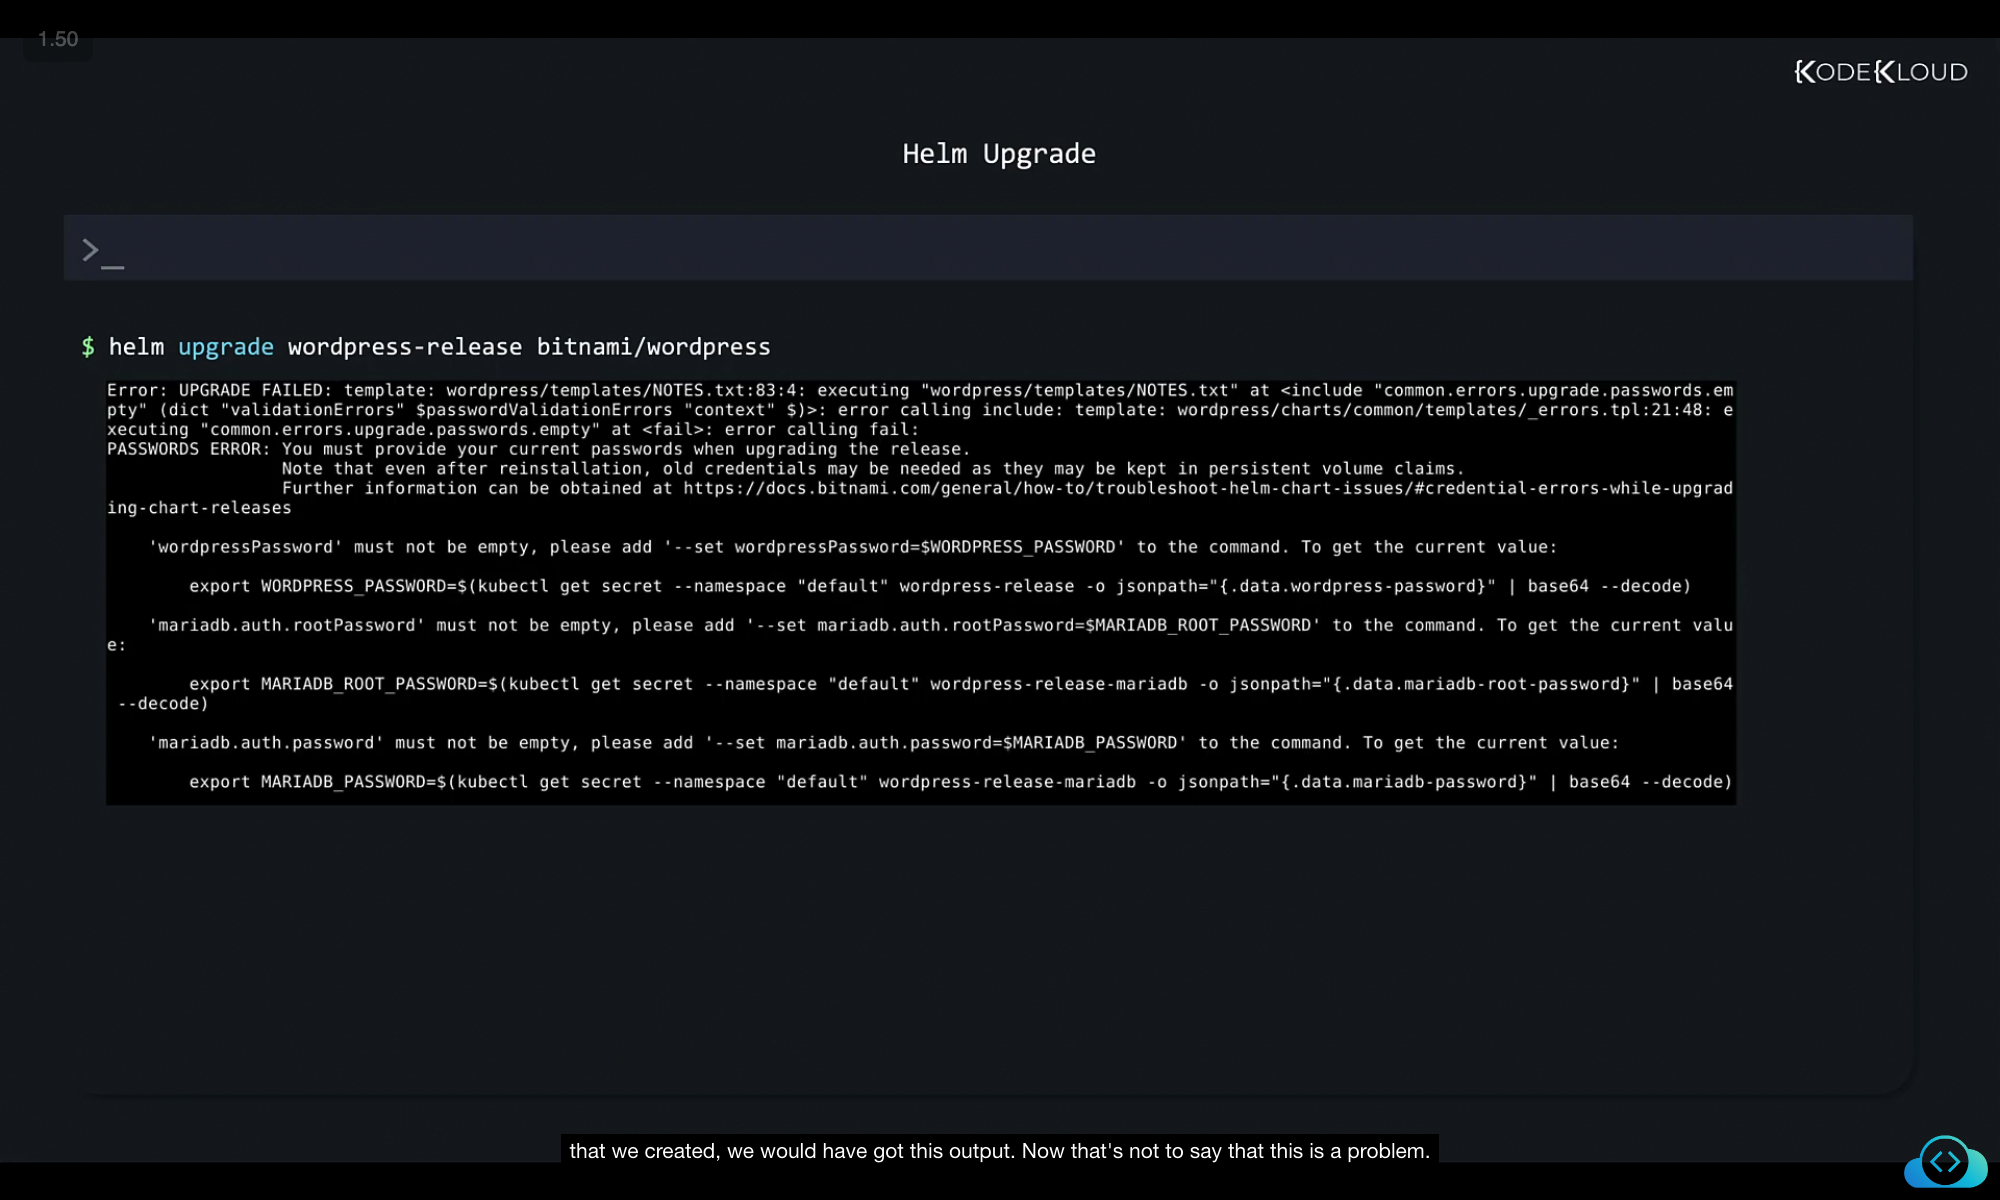 1.50
KODEKLOUD
Helm Upgrade
>_
$ helm upgrade wordpress-release bitnami/wordpress
Error: UPGRADE FAILED: template: wordpress/templates/NOTES.txt:83:4: executing "wordpress/templates/NOTES.txt" at <include "common.errors.upgrade.passwords.em
pty" (dict "validationErrors" $passwordValidationErrors "context" $)>: error calling include: template: wordpress/charts/common/templates/_errors.tpl:21:48: e
xecuting "common.errors.upgrade.passwords.empty" at <fail>: error calling fail:
PASSWORDS ERROR: You must provide your current passwords when upgrading the release.
Note that even after reinstallation, old credentials may be needed as they may be kept in persistent volume claims.
Further information can be obtained at https://docs.bitnami.com/general/how-to/troubleshoot-helm-chart-issues/#credential-errors-while-upgrad
ing-chart-releases
'wordpressPassword' must not be empty, please add '--set wordpressPassword=$WORDPRESS_PASSWORD' to the command. To get the current value:
export WORDPRESS_PASSWORD=$(kubectl get secret --namespace "default" wordpress-release -o jsonpath="{.data.wordpress-password}" | base64 --decode)
'mariadb.auth.rootPassword' must not be empty, please add '--set mariadb.auth.rootPassword=$MARIADB_ROOT_PASSWORD' to the command. To get the current valu
e:
export MARIADB_ROOT_PASSWORD=$(kubectl get secret --namespace "default" wordpress-release-mariadb -o jsonpath="{.data.mariadb-root-password}" | base64
--decode)
'mariadb.auth.password' must not be empty, please add '--set mariadb.auth.password=$MARIADB_PASSWORD' to the command. To get the current value:
export MARIADB_PASSWORD=$(kubectl get secret --namespace "default" wordpress-release-mariadb -o jsonpath="{.data.mariadb-password}" | base64 --decode)
that we created, we would have got this output. Now that's not to say that this is a problem.